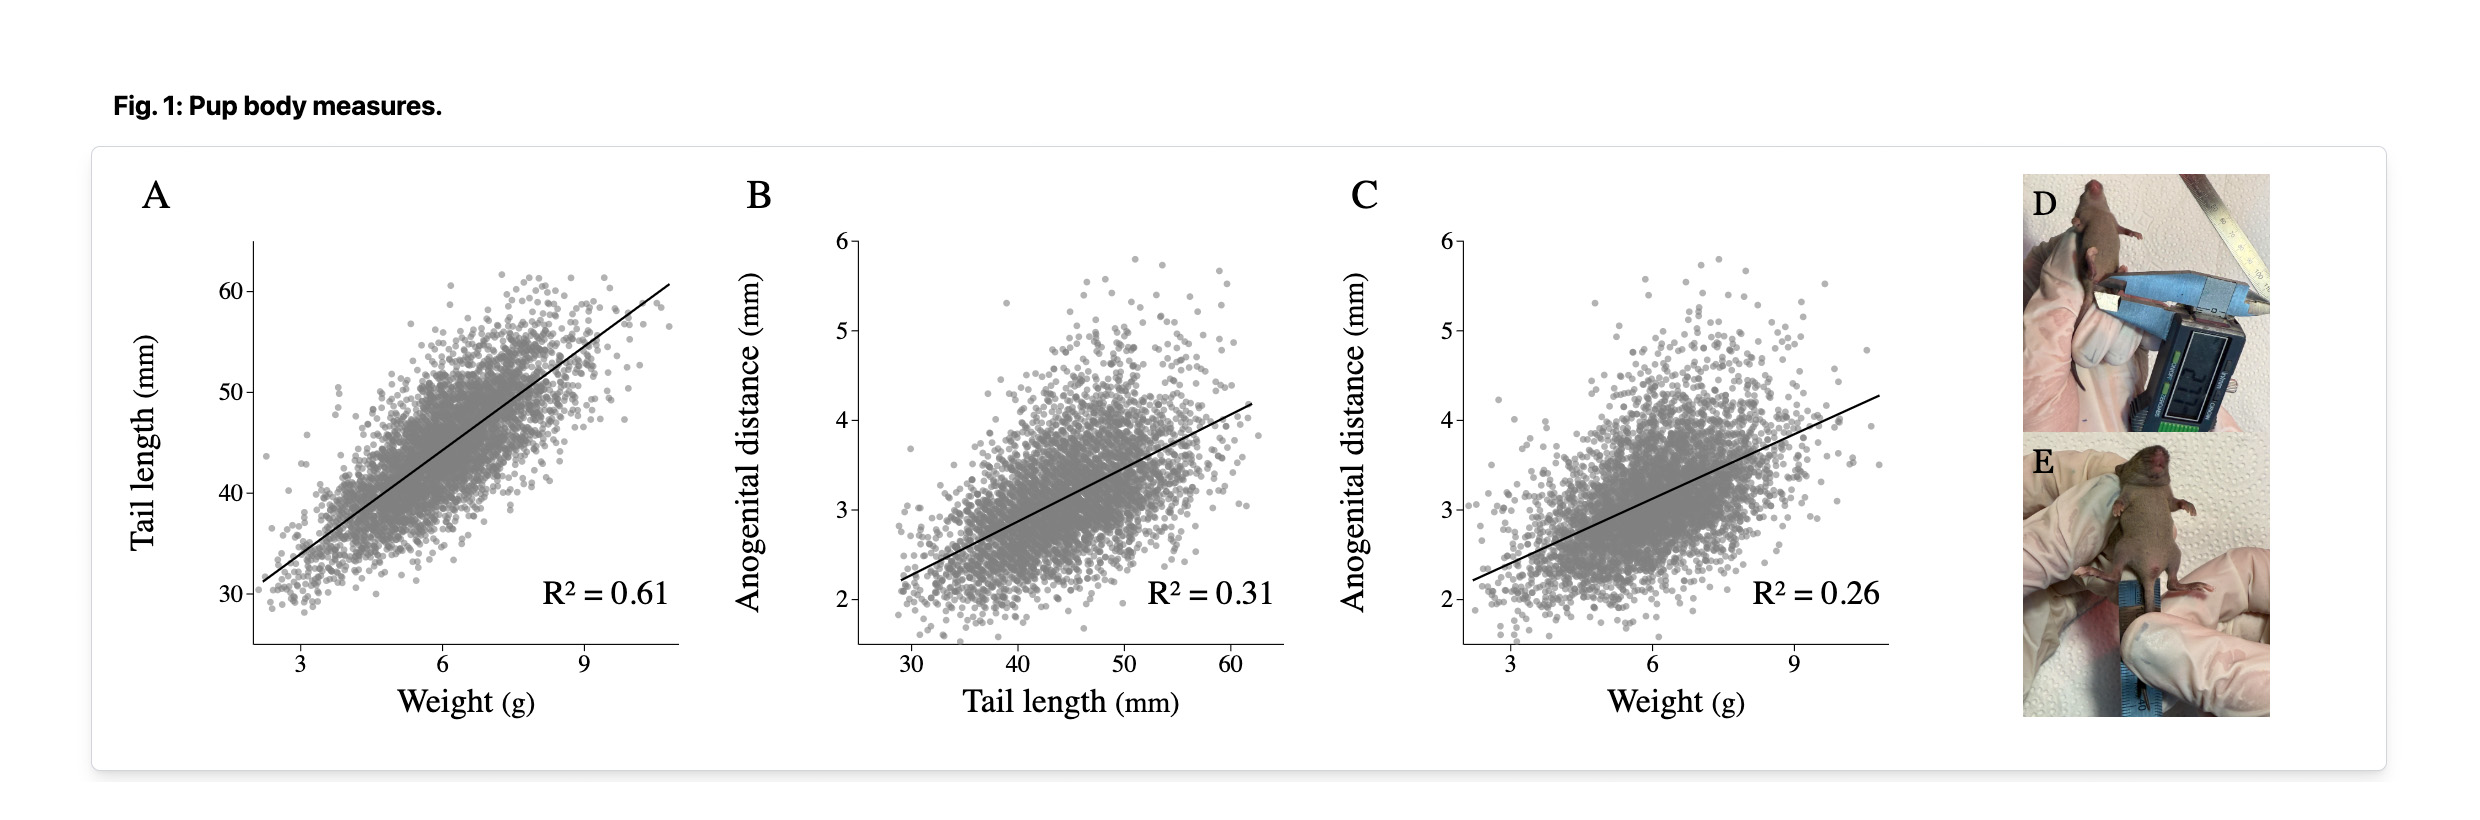 Fig. 1: Pup body measures.
A
Tail length (mm)
60
50
40
30
R² = 0.61
3 6 9
Weight (g)
B
Anogenital distance (mm)
6
5
4
3
2
R² = 0.31
30 40 50 60
Tail length (mm)
C
Anogenital distance (mm)
6
5
4
3
2
R² = 0.26
3 6 9
Weight (g)
D
E